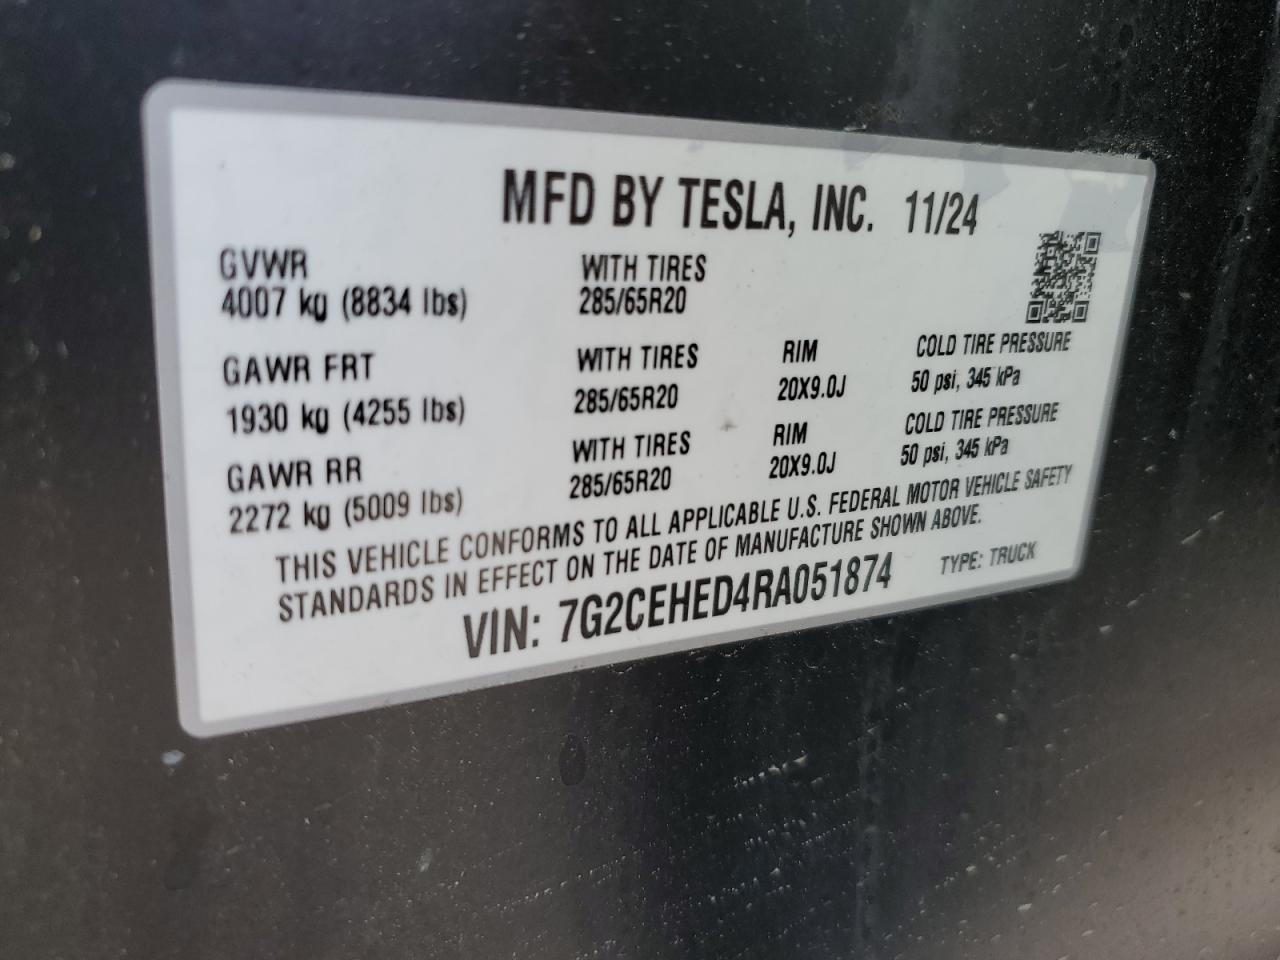 MFD BY TESLA, INC. 11/24
GVWR
4007 kg (8834 lbs)
WITH TIRES
285/65R20
GAWR FRT
1930 kg (4255 lbs)
WITH TIRES
285/65R20
RIM
20X9.0J
COLD TIRE PRESSURE
50 psi, 345 kPa
GAWR RR
2272 kg (5009 lbs)
WITH TIRES
285/65R20
RIM
20X9.0J
COLD TIRE PRESSURE
50 psi, 345 kPa
THIS VEHICLE CONFORMS TO ALL APPLICABLE U.S. FEDERAL MOTOR VEHICLE SAFETY
STANDARDS IN EFFECT ON THE DATE OF MANUFACTURE SHOWN ABOVE.
VIN: 7G2CEHED4RA051874
TYPE: TRUCK